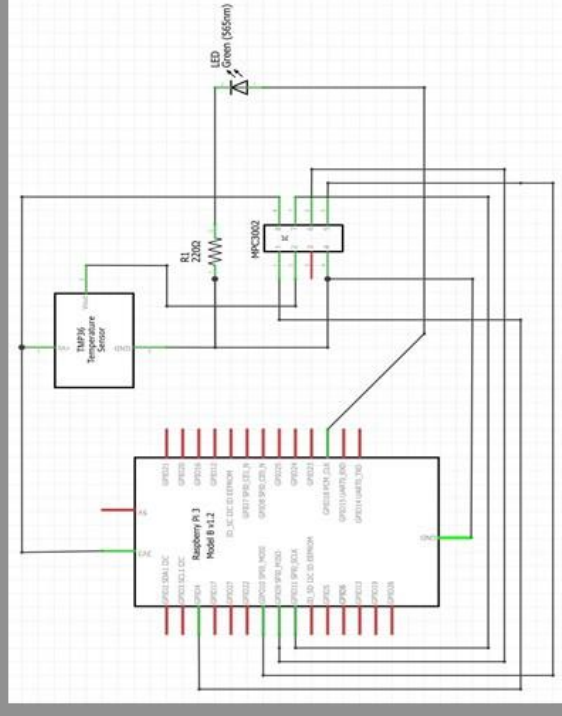 LED
Green (565nm)
R1
220Ω
MPC3002
IC
TMP36
Temperature
Sensor
+Vs
GND
Raspberry Pi 3
Model B v1.2
5V
3V3
GND
GPIO21
GPIO20
GPIO16
GPIO12
ID_SC I2C ID EEPROM
GPIO7 SPI0_CE1_N
GPIO8 SPI0_CE0_N
GPIO25
GPIO24
GPIO23
GPIO18 PCM_CLK
GPIO15 UART0_RXD
GPIO14 UART0_TXD
GPIO2 SDA1 I2C
GPIO3 SCL1 I2C
GPIO4
GPIO17
GPIO27
GPIO22
GPIO10 SPI0_MOSI
GPIO9 SPI0_MISO
GPIO11 SPI0_SCLK
ID_SD I2C ID EEPROM
GPIO5
GPIO6
GPIO13
GPIO19
GPIO26